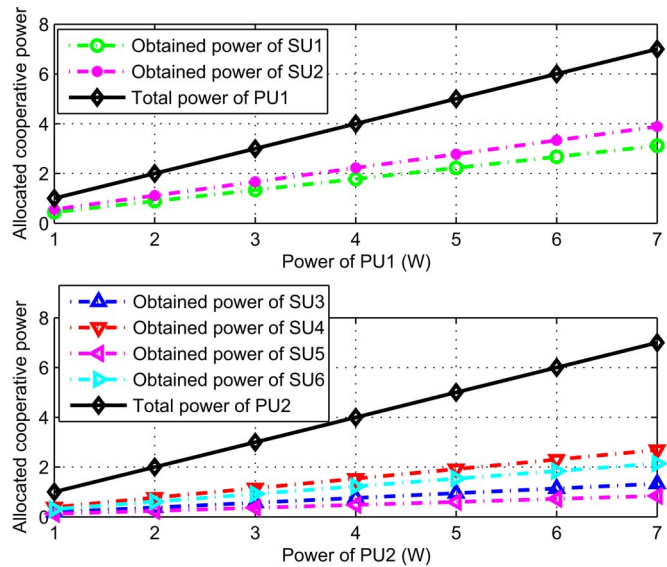 8
6
4
2
0
Allocated cooperative power
Obtained power of SU1
Obtained power of SU2
Total power of PU1
1 2 3 4 5 6 7
Power of PU1 (W)
8
6
4
2
0
Allocated cooperative power
Obtained power of SU3
Obtained power of SU4
Obtained power of SU5
Obtained power of SU6
Total power of PU2
1 2 3 4 5 6 7
Power of PU2 (W)